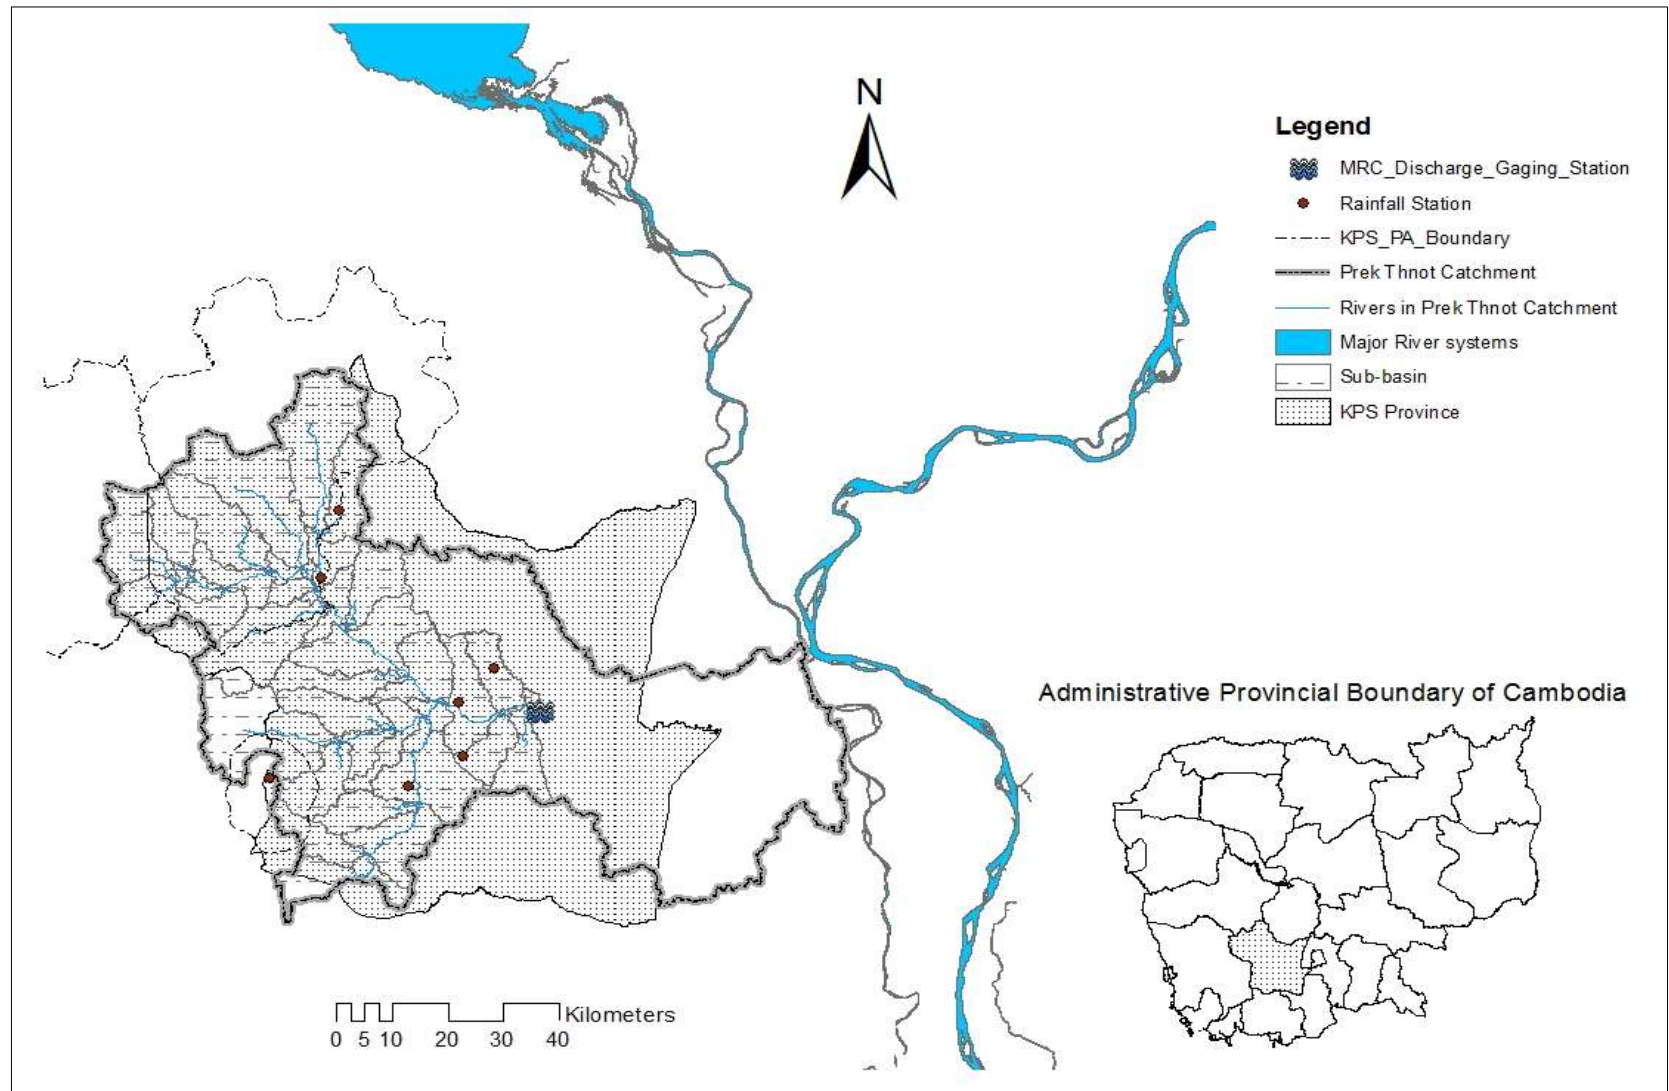 N
Legend
MRC_Discharge_Gaging_Station
Rainfall Station
KPS_PA_Boundary
Prek Thnot Catchment
Rivers in Prek Thnot Catchment
Major River systems
Sub-basin
KPS Province
Administrative Provincial Boundary of Cambodia
Kilometers
0 5 10 20 30 40